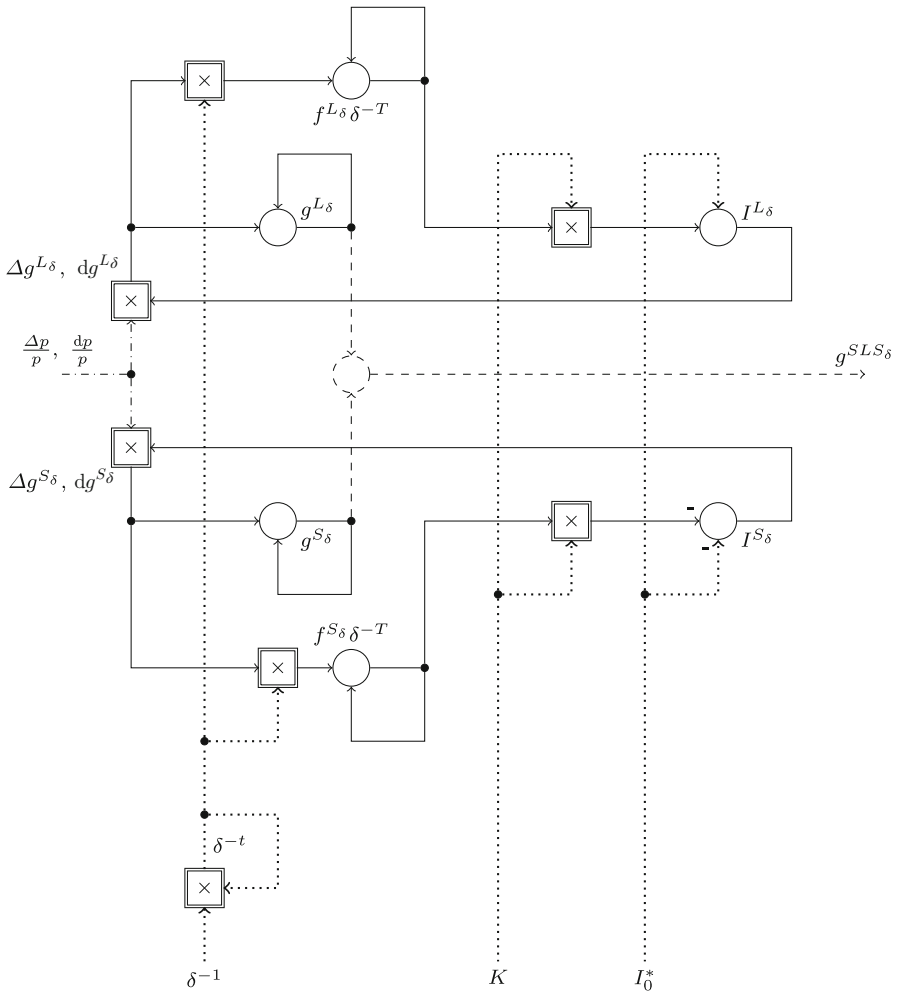 ×
f^{L_δ} δ^{-T}
g^{L_δ}
× I^{L_δ}
Δg^{L_δ}, dg^{L_δ}
×
Δp/p, dp/p
g^{SLS_δ}
×
Δg^{S_δ}, dg^{S_δ}
g^{S_δ}
× - - I^{S_δ}
f^{S_δ} δ^{-T}
×
δ^{-t}
×
δ^{-1} K I_0^*